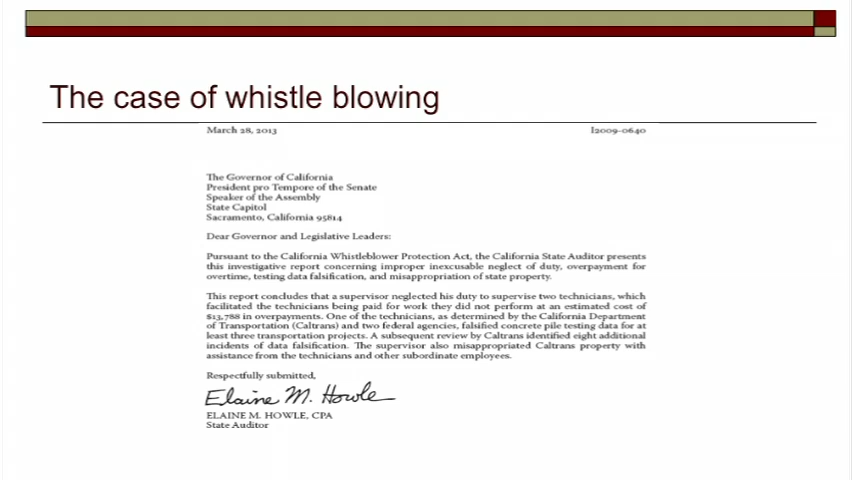 The case of whistle blowing
March 28, 2013 I2009-0640
The Governor of California
President pro Tempore of the Senate
Speaker of the Assembly
State Capitol
Sacramento, California 95814
Dear Governor and Legislative Leaders:
Pursuant to the California Whistleblower Protection Act, the California State Auditor presents
this investigative report concerning improper inexcusable neglect of duty, overpayment for
overtime, testing data falsification, and misappropriation of state property.
This report concludes that a supervisor neglected his duty to supervise two technicians, which
facilitated the technicians being paid for work they did not perform at an estimated cost of
$13,788 in overpayments. One of the technicians, as determined by the California Department
of Transportation (Caltrans) and two federal agencies, falsified concrete pile testing data for at
least three transportation projects. A subsequent review by Caltrans identified eight additional
incidents of data falsification. The supervisor also misappropriated Caltrans property with
assistance from the technicians and other subordinate employees.
Respectfully submitted,
Elaine M. Howle
ELAINE M. HOWLE, CPA
State Auditor